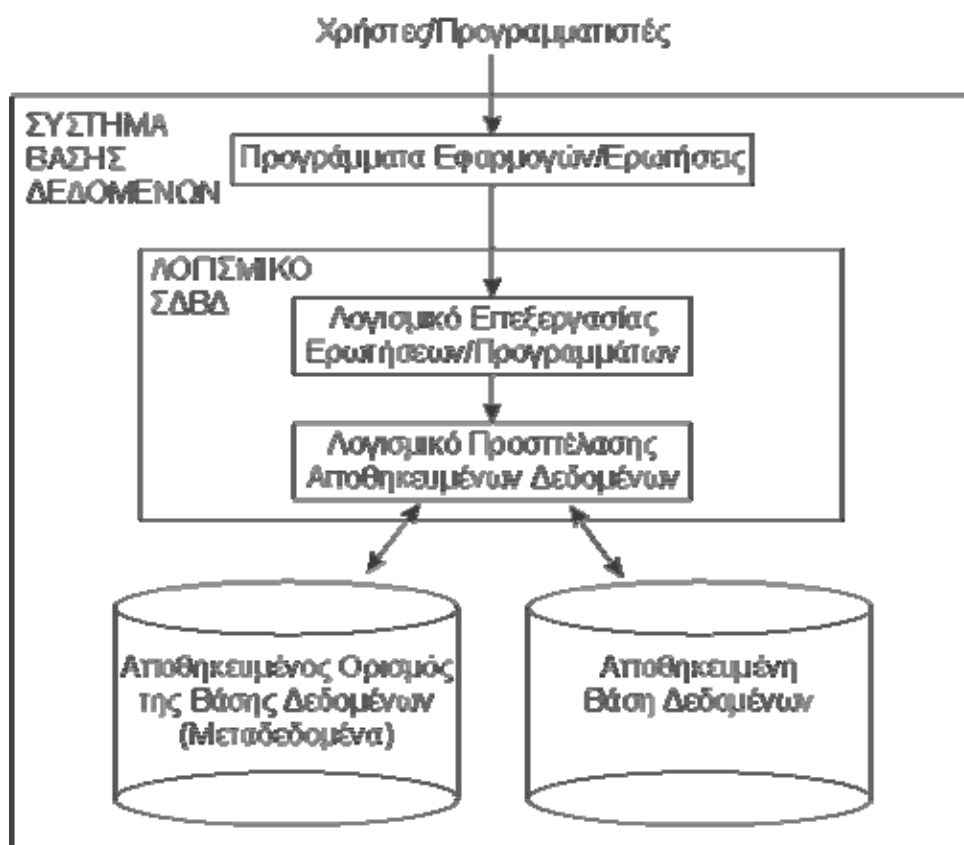 Χρήστες/Προγραμματιστές
ΣΥΣΤΗΜΑ
ΒΑΣΗΣ
ΔΕΔΟΜΕΝΩΝ
Προγράμματα Εφαρμογών/Ερωτήσεις
ΛΟΓΙΣΜΙΚΟ
ΣΔΒΔ
Λογισμικό Επεξεργασίας
Ερωτήσεων/Προγραμμάτων
Λογισμικό Προσπέλασης
Αποθηκευμένων Δεδομένων
Αποθηκευμένος Ορισμός
της Βάσης Δεδομένων
(Μεταδεδομένα)
Αποθηκευμένη
Βάση Δεδομένων